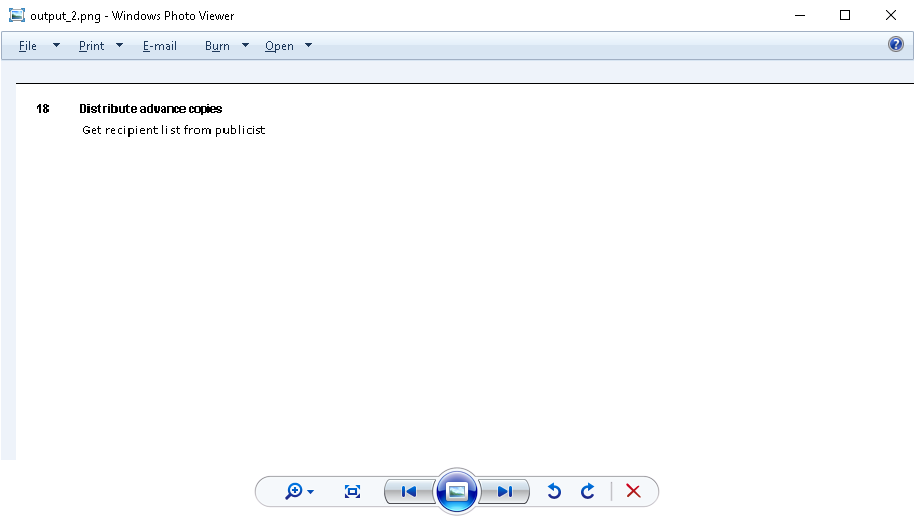 output_2.png - Windows Photo Viewer
File Print E-mail Burn Open
18 Distribute advance copies
Get recipient list from publicist